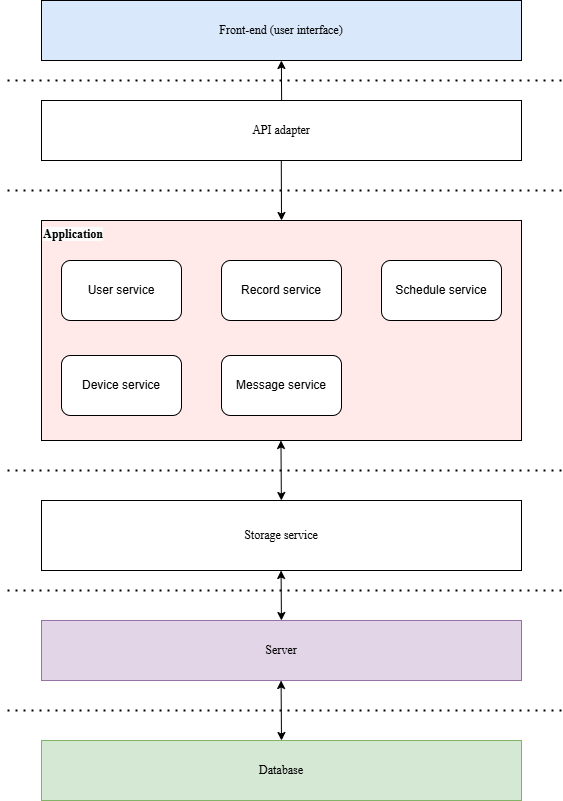 Front-end (user interface)
API adapter
Application
User service
Record service
Schedule service
Device service
Message service
Storage service
Server
Database